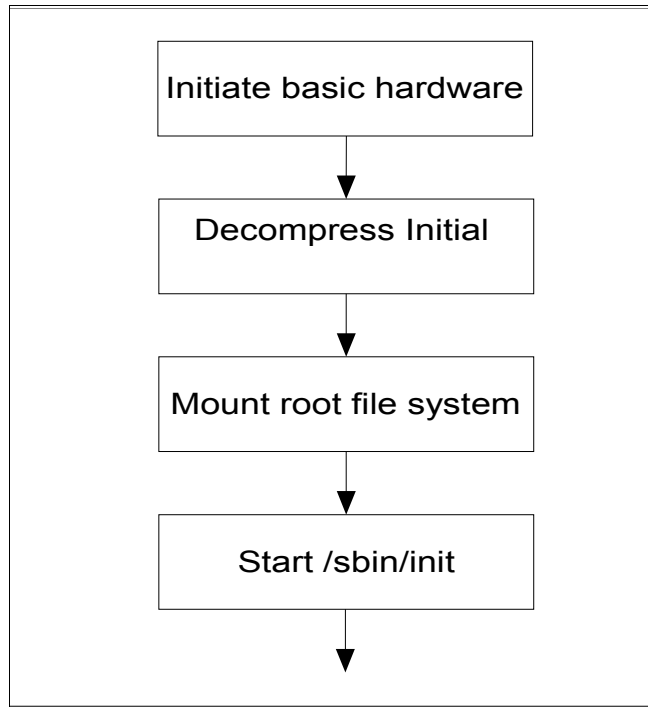 Initiate basic hardware
Decompress Initial
Mount root file system
Start /sbin/init